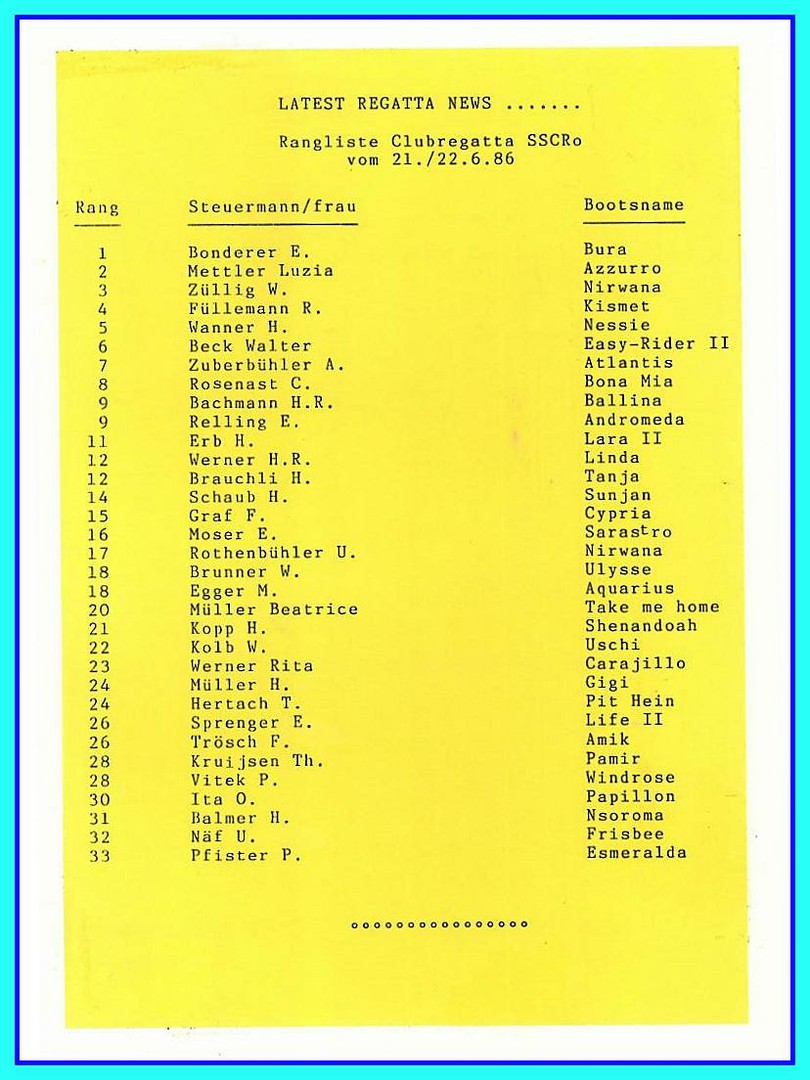 LATEST REGATTA NEWS .......
Rangliste Clubregatta SSCRo
vom 21./22.6.86
Rang Steuermann/frau Bootsname
1 Bonderer E. Bura
2 Mettler Luzia Azzurro
3 Züllig W. Nirwana
4 Füllemann R. Kismet
5 Wanner H. Nessie
6 Beck Walter Easy-Rider II
7 Zuberbühler A. Atlantis
8 Rosenast C. Bona Mia
9 Bachmann H.R. Ballina
9 Relling E. Andromeda
11 Erb H. Lara II
12 Werner H.R. Linda
12 Brauchli H. Tanja
14 Schaub H. Sunjan
15 Graf F. Cypria
16 Moser E. Sarastro
17 Rothenbühler U. Nirwana
18 Brunner W. Ulysse
18 Egger M. Aquarius
20 Müller Beatrice Take me home
21 Kopp H. Shenandoah
22 Kolb W. Uschi
23 Werner Rita Carajillo
24 Müller H. Gigi
24 Hertach T. Pit Hein
26 Sprenger E. Life II
26 Trösch F. Amik
28 Kruijsen Th. Pamir
28 Vitek P. Windrose
30 Ita O. Papillon
31 Balmer H. Nsoroma
32 Näf U. Frisbee
33 Pfister P. Esmeralda